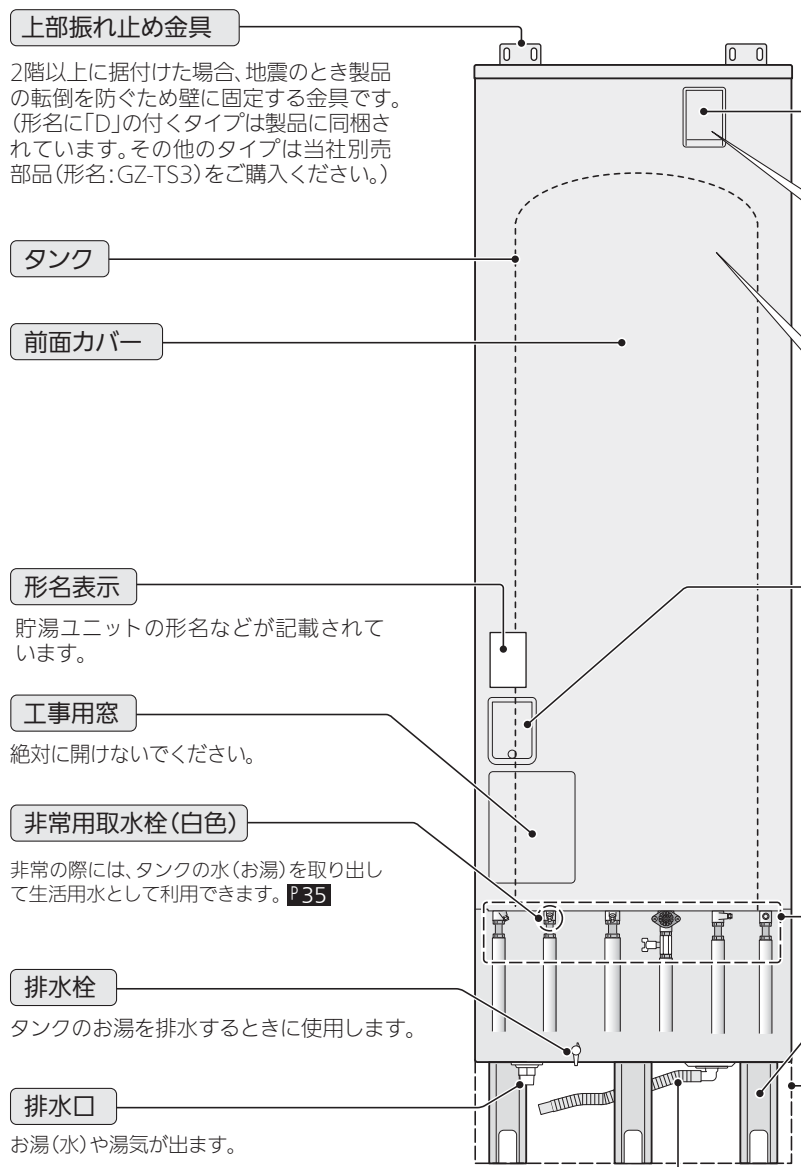 上部振れ止め金具
2階以上に据付けた場合、地震のとき製品
の転倒を防ぐため壁に固定する金具です。
(形名に「D」の付くタイプは製品に同梱さ
れています。その他のタイプは当社別売
部品(形名:GZ-TS3)をご購入ください。)
タンク
前面カバー
形名表示
貯湯ユニットの形名などが記載されて
います。
工事用窓
絶対に開けないでください。
非常用取水栓(白色)
非常の際には、タンクの水(お湯)を取り出し
て生活用水として利用できます。 P35
排水栓
タンクのお湯を排水するときに使用します。
排水口
お湯(水)や湯気が出ます。